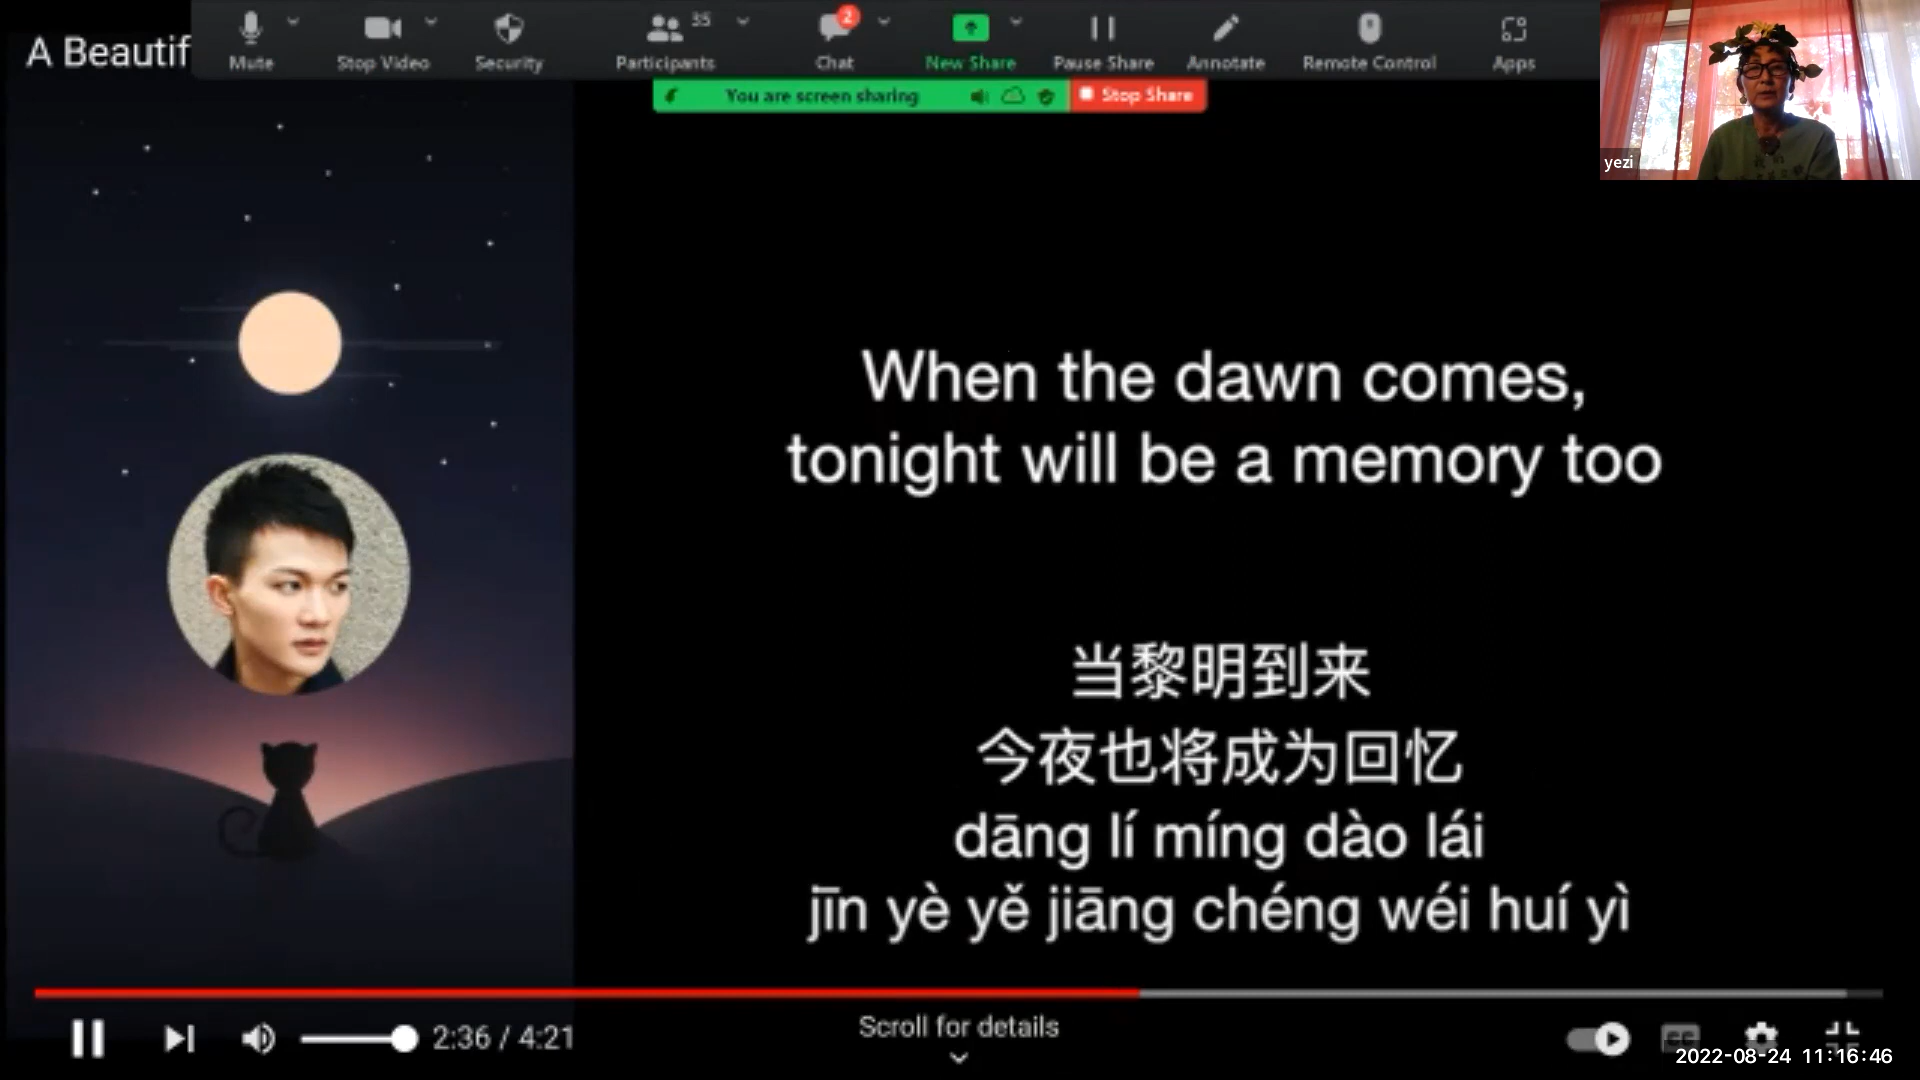 A Beautif
Mute
Stop Video
Security
Participants
35
Chat
2
New Share
Pause Share
Annotate
Remote Control
Apps
You are screen sharing
Stop Share
yezi
When the dawn comes,
tonight will be a memory too
当黎明到来
今夜也将成为回忆
dāng lí míng dào lái
jīn yè yě jiāng chéng wéi huí yì
2:36 / 4:21
Scroll for details
CC
2022-08-24 11:16:46